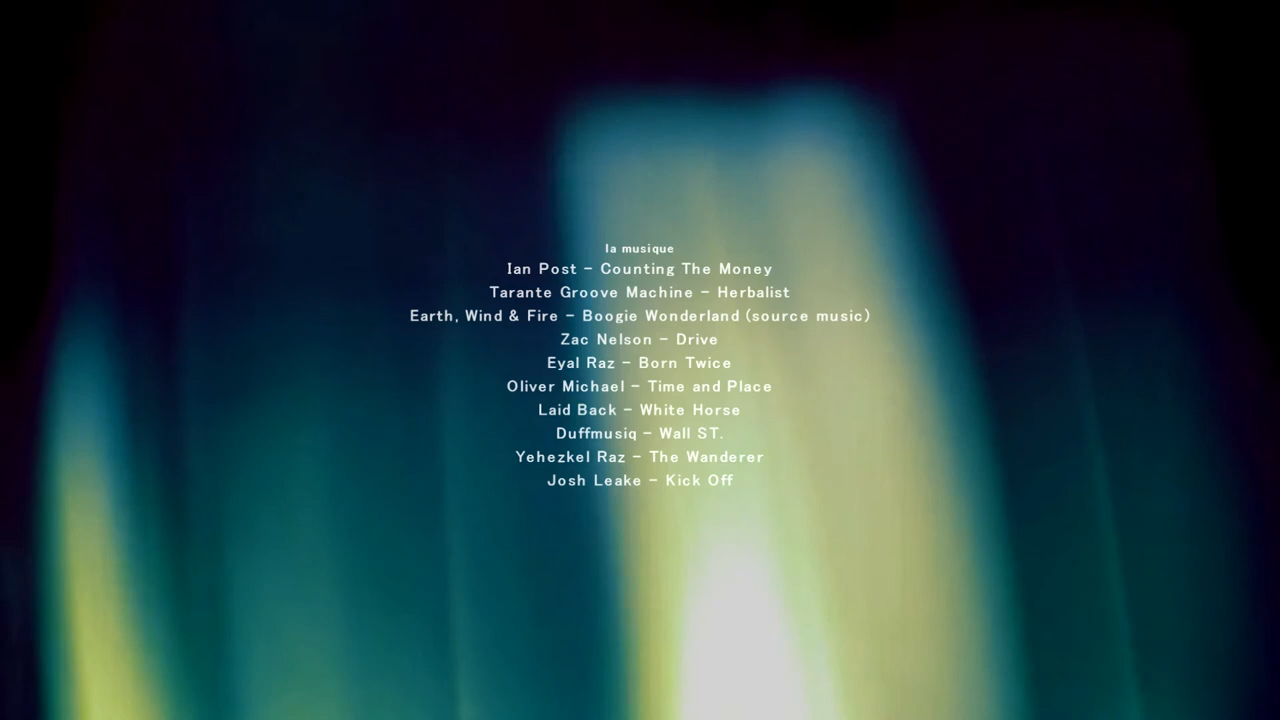 la musique
Ian Post – Counting The Money
Tarante Groove Machine – Herbalist
Earth, Wind & Fire – Boogie Wonderland (source music)
Zac Nelson – Drive
Eyal Raz – Born Twice
Oliver Michael – Time and Place
Laid Back – White Horse
Duffmusiq – Wall ST.
Yehezkel Raz – The Wanderer
Josh Leake – Kick Off